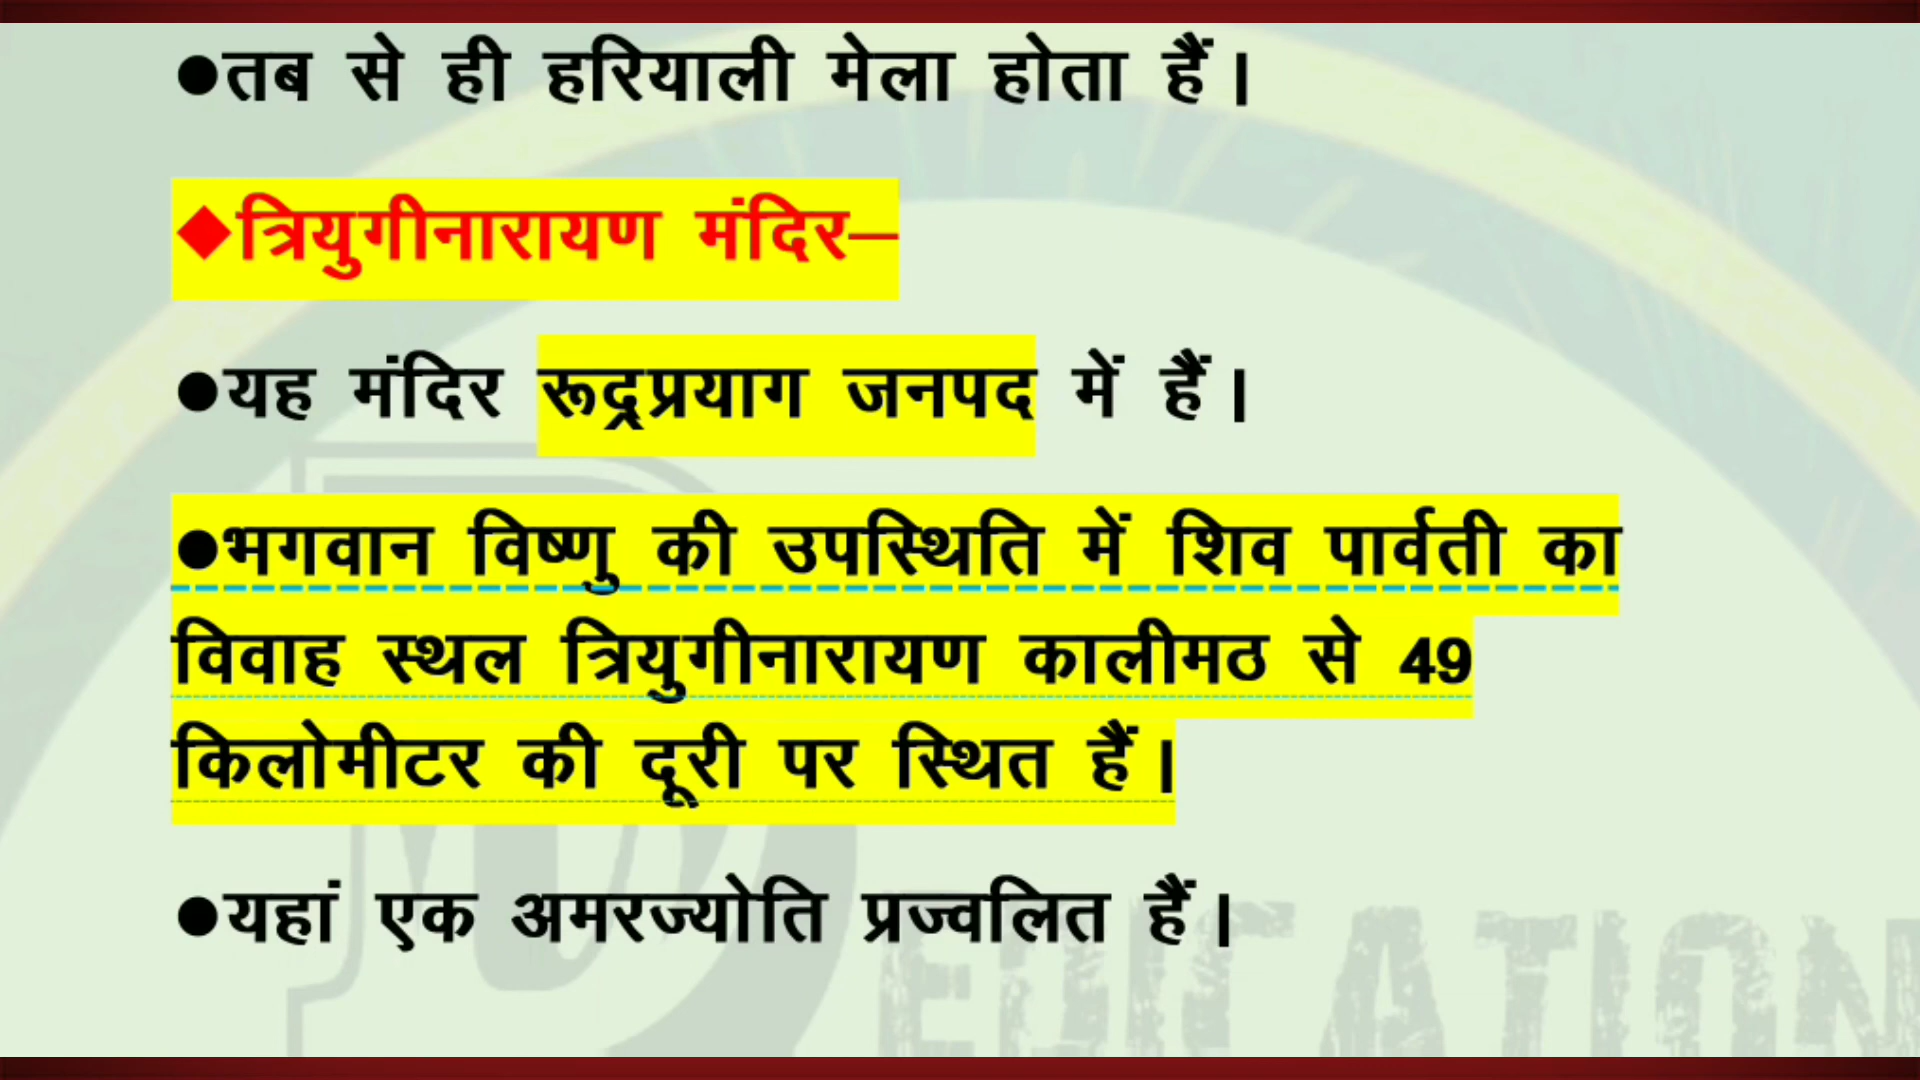 ●तब से ही हरियाली मेला होता हैं।
◆त्रियुगीनारायण मंदिर—
●यह मंदिर रूद्रप्रयाग जनपद में हैं।
●भगवान विष्णु की उपस्थिति में शिव पार्वती का
विवाह स्थल त्रियुगीनारायण कालीमठ से 49
किलोमीटर की दूरी पर स्थित हैं।
●यहां एक अमरज्योति प्रज्वलित हैं।
EDUCATION